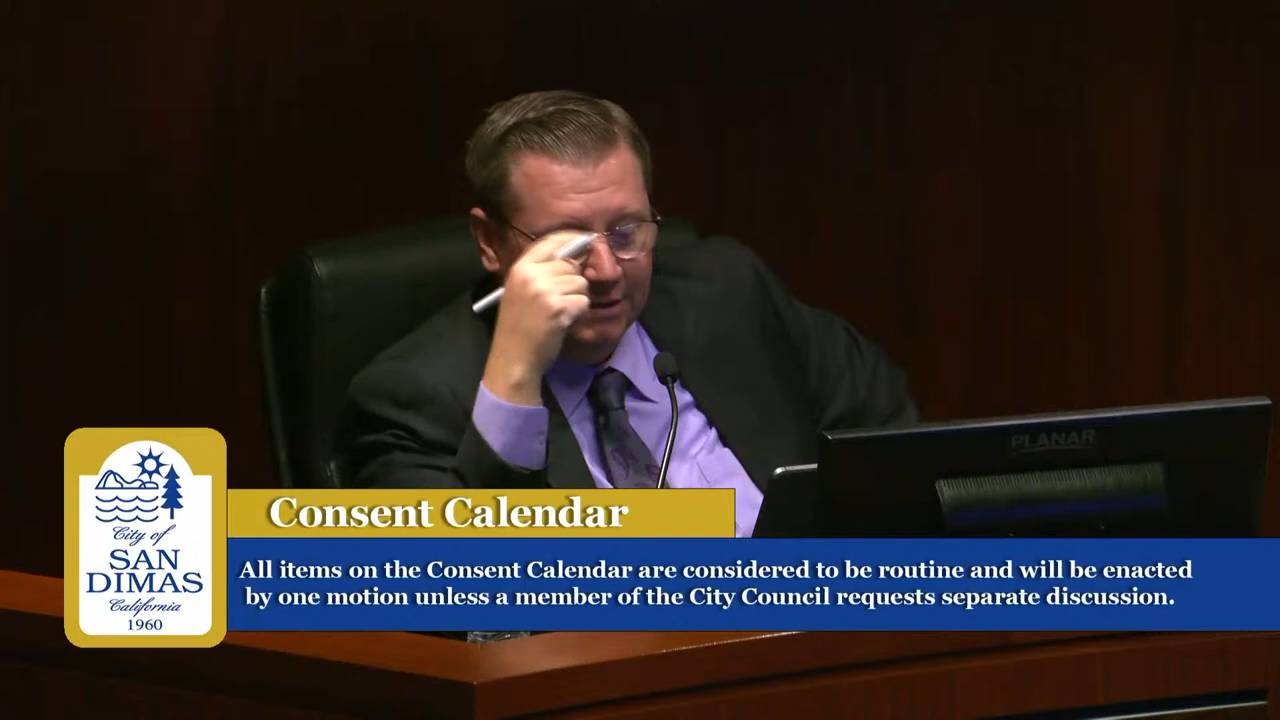 PLANAR
Consent Calendar
All items on the Consent Calendar are considered to be routine and will be enacted
by one motion unless a member of the City Council requests separate discussion.
City of
SAN
DIMAS
California
1960